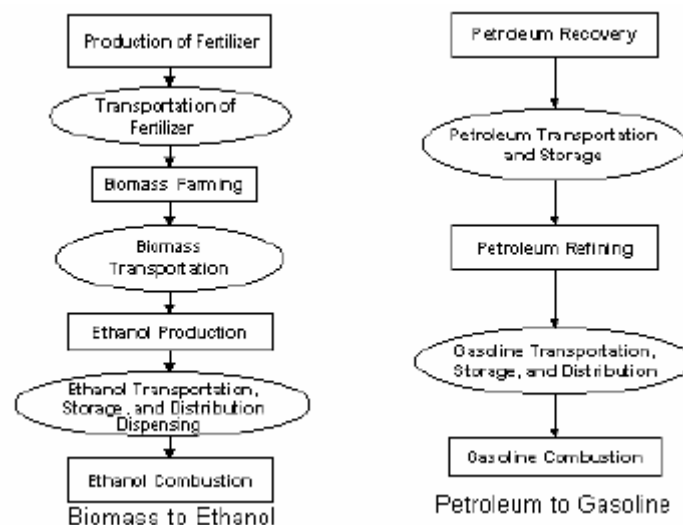 Production of Fertilizer
Transportation of
Fertilizer
Biomass Farming
Biomass
Transportation
Ethanol Production
Ethanol Transportation,
Storage, and Distribution
Dispensing
Ethanol Combustion
Biomass to Ethanol
Petroleum Recovery
Petroleum Transportation
and Storage
Petroleum Refining
Gasoline Transportation,
Storage, and Distribution
Gasoline Combustion
Petroleum to Gasoline